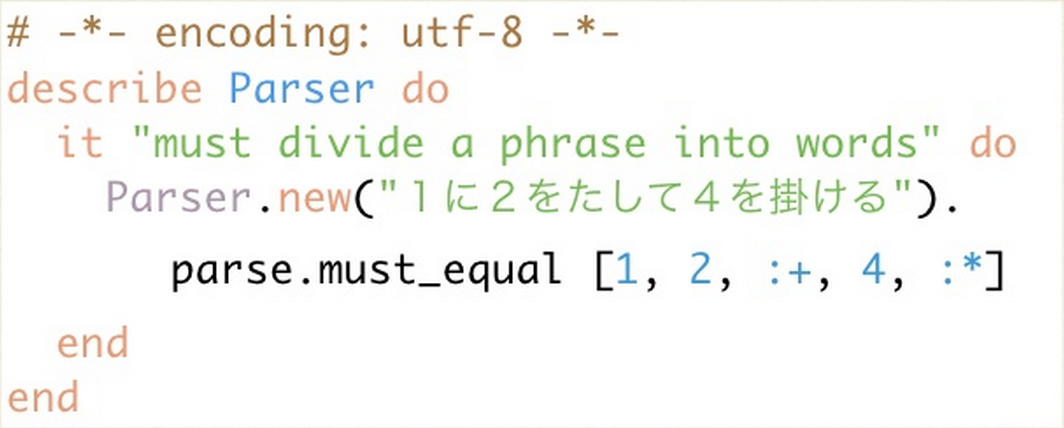 # -*- encoding: utf-8 -*-
describe Parser do
  it "must divide a phrase into words" do
    Parser.new("１に２をたして４を掛ける").
      parse.must_equal [1, 2, :+, 4, :*]
  end
end